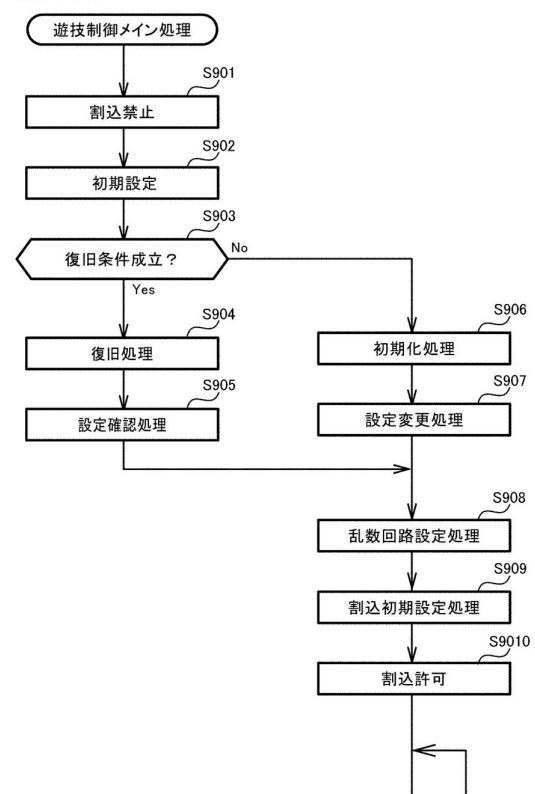 遊技制御メイン処理
S901
割込禁止
S902
初期設定
S903
復旧条件成立?
No
Yes
S904
復旧処理
S905
設定確認処理
S906
初期化処理
S907
設定変更処理
S908
乱数回路設定処理
S909
割込初期設定処理
S9010
割込許可